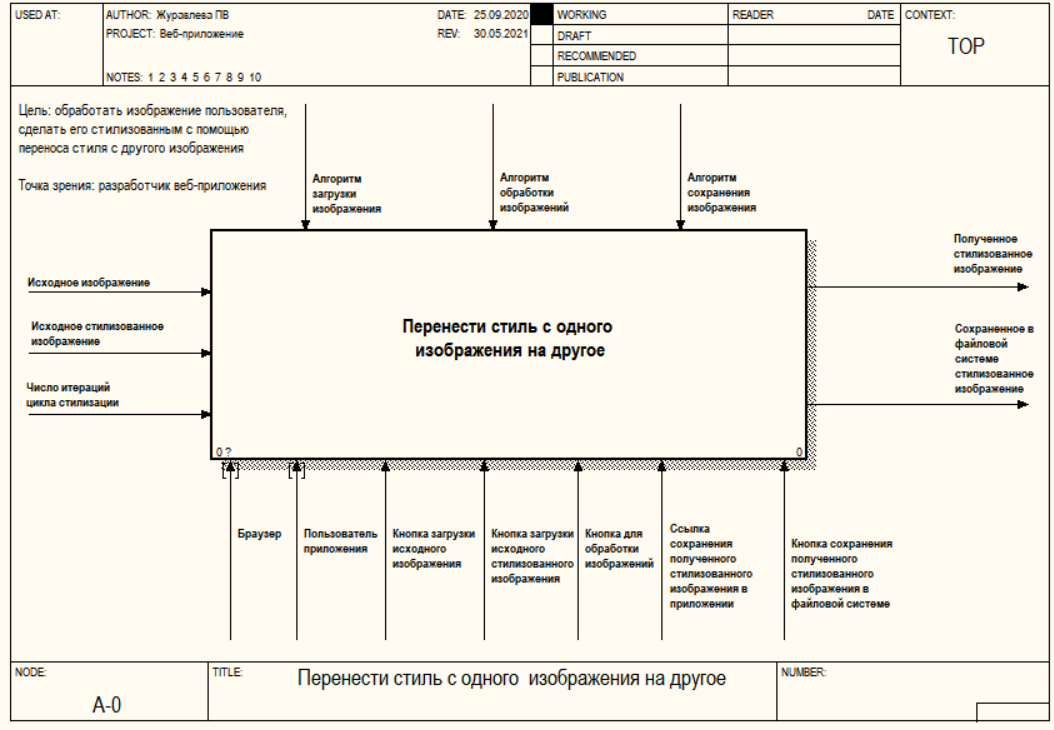 USED AT:
AUTHOR: Журавлева ПВ
DATE: 25.09.2020
WORKING
READER
DATE
CONTEXT:
PROJECT: Веб-приложение
REV: 30.05.2021
DRAFT
TOP
RECOMMENDED
NOTES: 1 2 3 4 5 6 7 8 9 10
PUBLICATION
Цель: обработать изображение пользователя,
сделать его стилизованным с помощью
переноса стиля с другого изображения
Точка зрения: разработчик веб-приложения
Алгоритм
загрузки
изображения
Алгоритм
обработки
изображений
Алгоритм
сохранения
изображения
Исходное изображение
Исходное стилизованное
изображение
Число итераций
цикла стилизации
Перенести стиль с одного
изображения на другое
0 ?
0
Полученное
стилизованное
изображение
Сохраненное в
файловой
системе
стилизованное
изображение
Браузер
Пользователь
приложения
Кнопка загрузки
исходного
изображения
Кнопка загрузки
исходного
стилизованного
изображения
Кнопка для
обработки
изображений
Ссылка
сохранения
полученного
стилизованного
изображения в
приложении
Кнопка сохранения
полученного
стилизованного
изображения в
файловой системе
NODE:
A-0
TITLE:
Перенести стиль с одного изображения на другое
NUMBER: